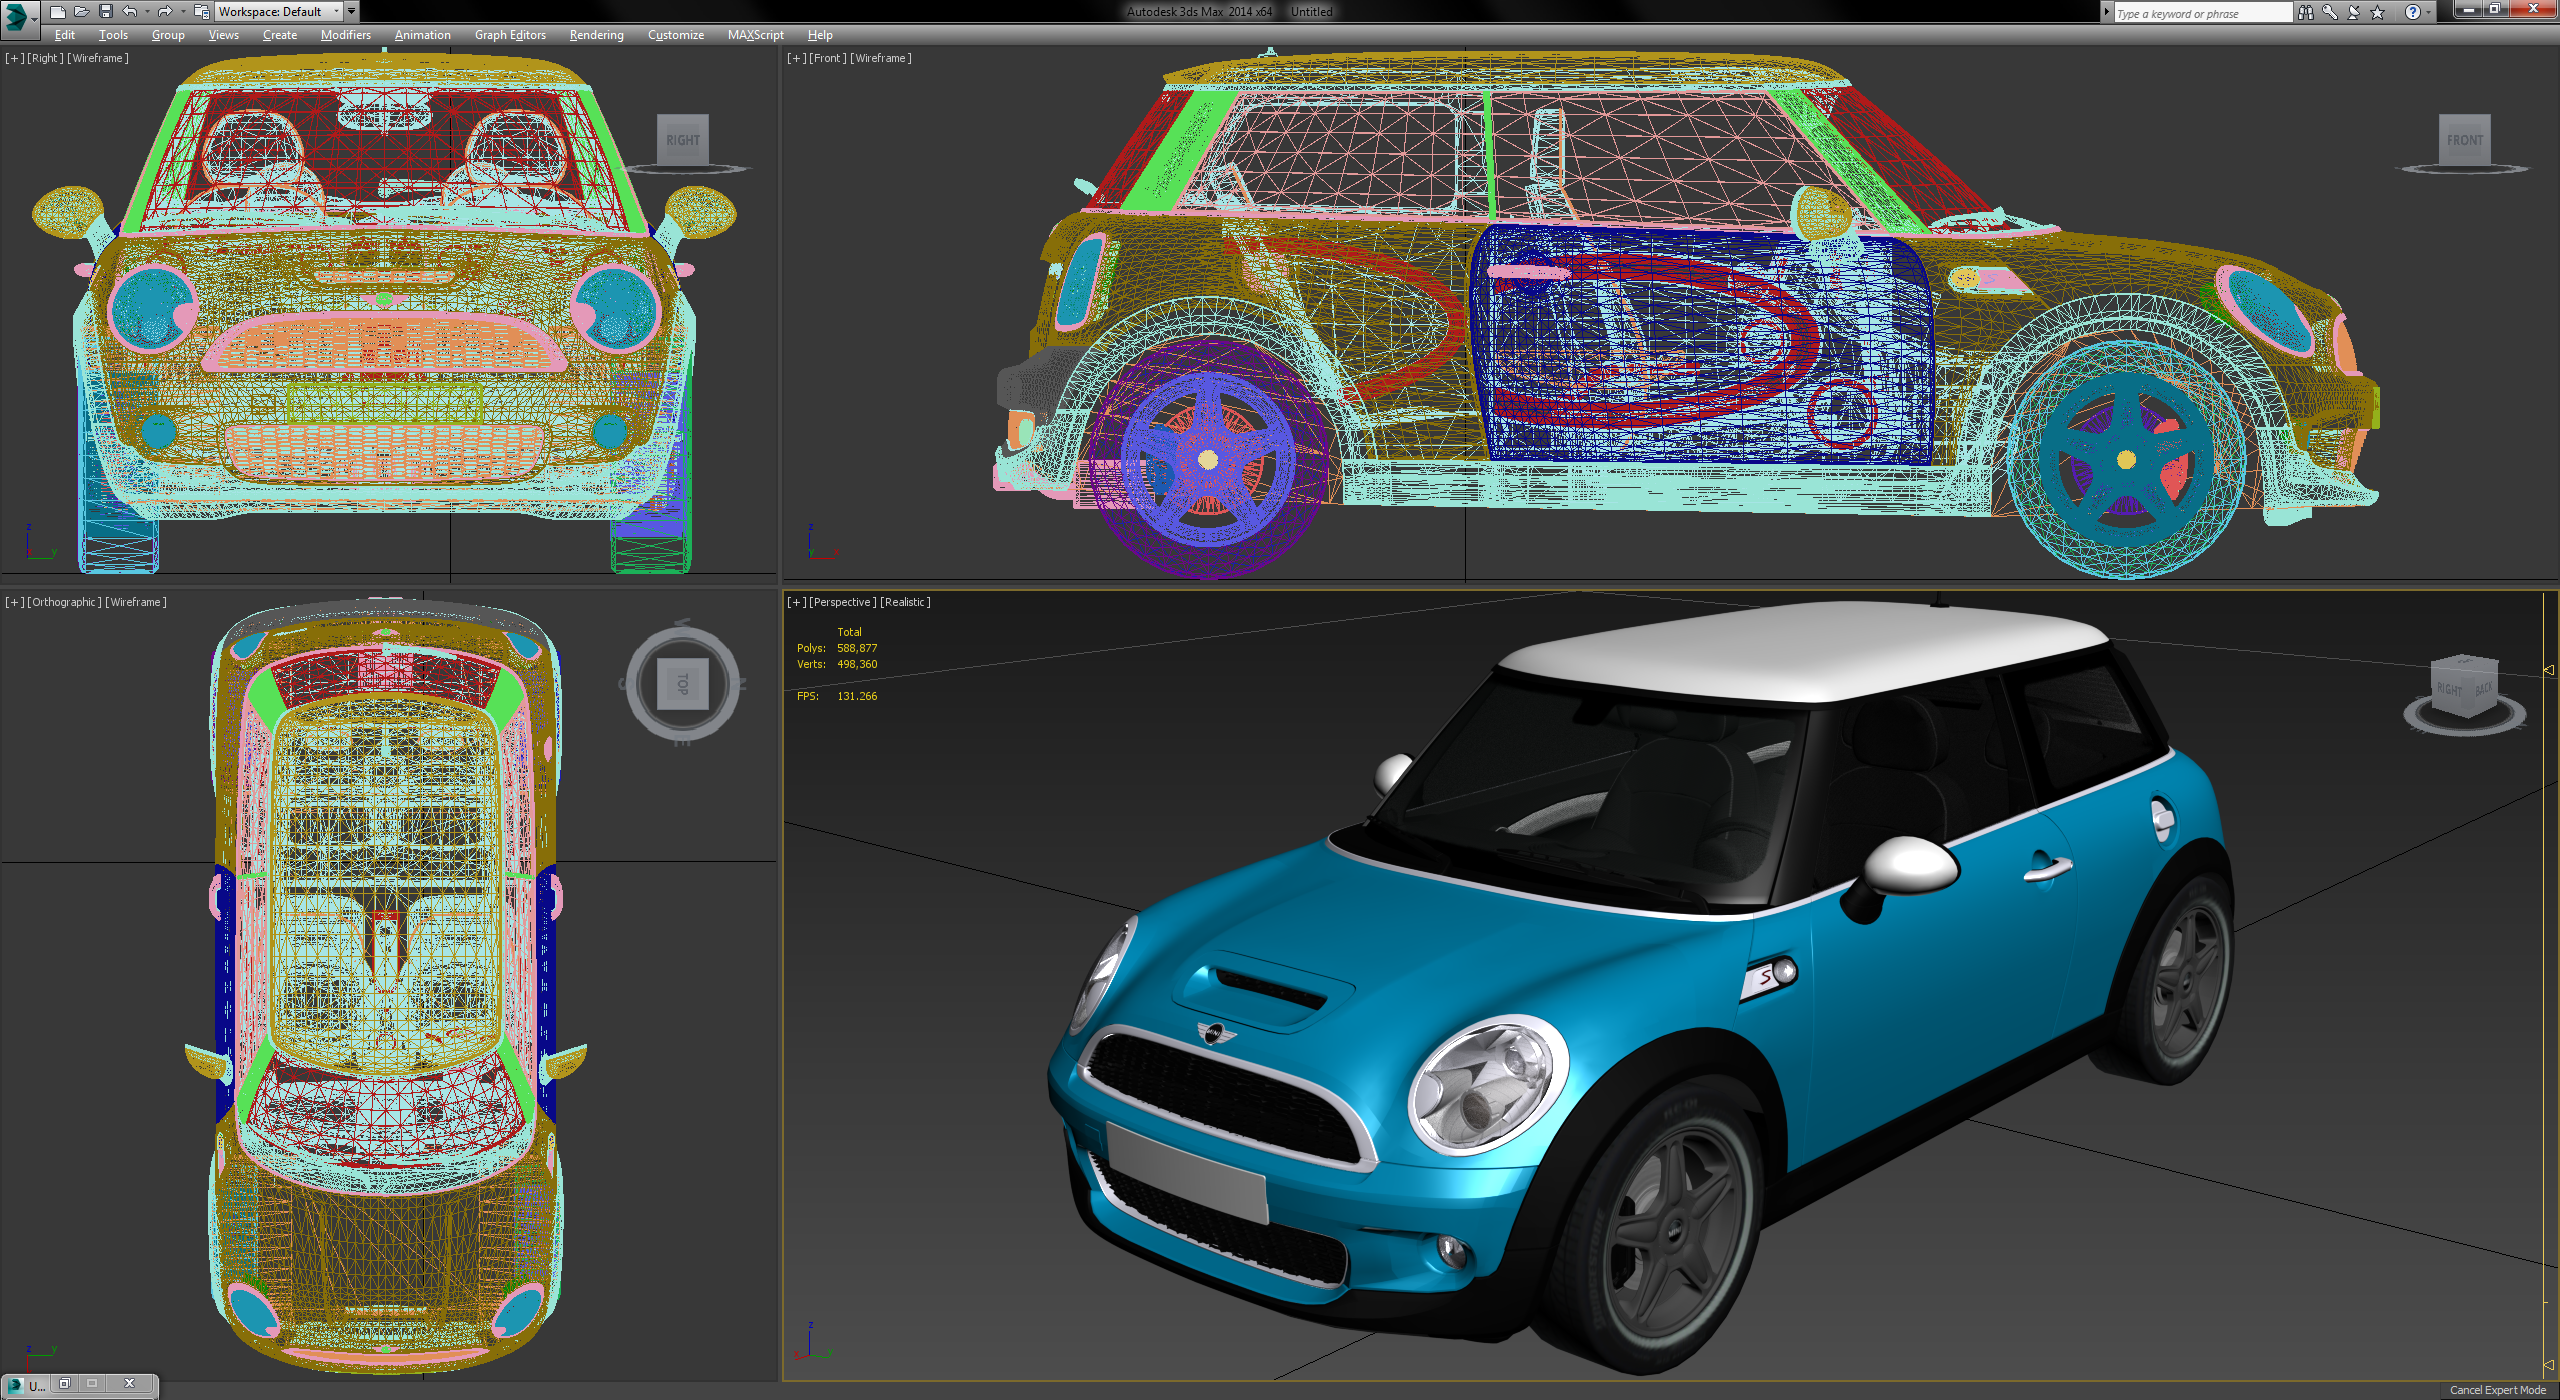 Workspace: Default
Autodesk 3ds Max 2014 x64 Untitled
Type a keyword or phrase
Edit Tools Group Views Create Modifiers Animation Graph Editors Rendering Customize MAXScript Help
[+] [Right] [Wireframe]
RIGHT
z
y
[+] [Front] [Wireframe]
FRONT
z
[+] [Orthographic] [Wireframe]
TOP
z
y
[+] [Perspective] [Realistic]
Total
Polys: 588,877
Verts: 498,360
FPS: 131.266
RIGHT BACK
S
MINI
z
x y
U...
Cancel Expert Mode